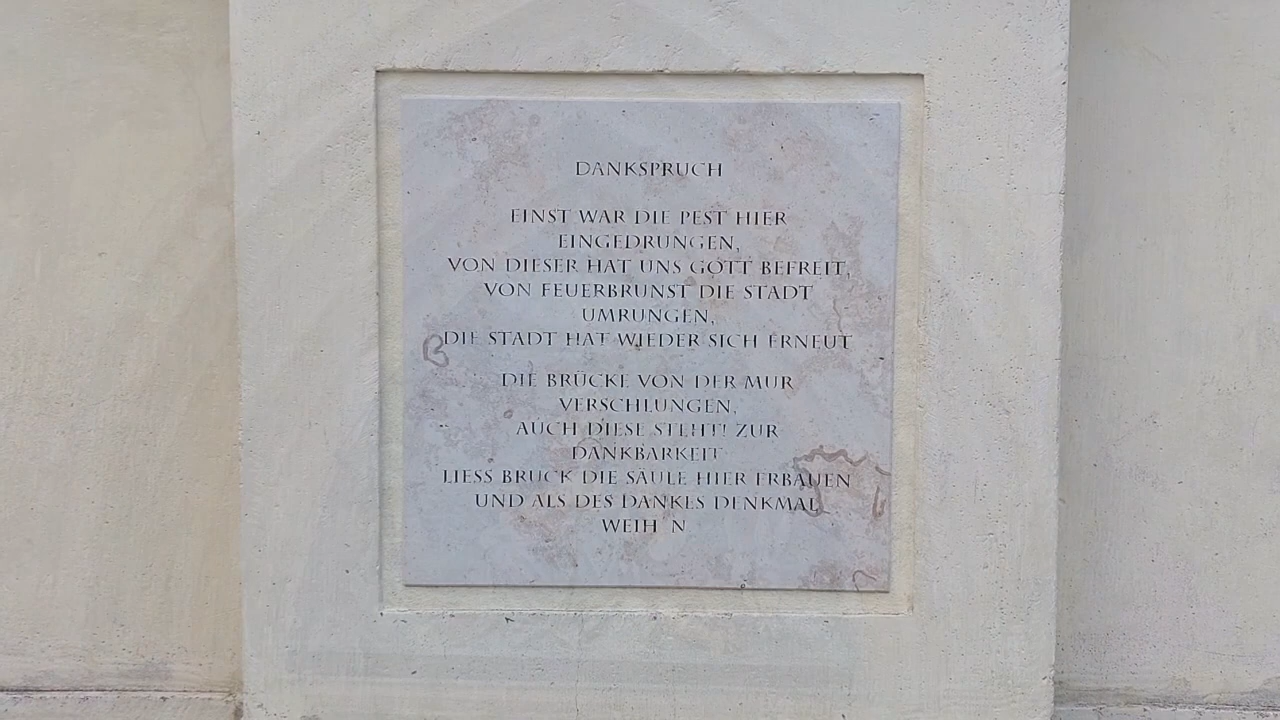 DANKSPRUCH
EINST WAR DIE PEST HIER
EINGEDRUNGEN,
VON DIESER HAT UNS GOTT BEFREIT,
VON FEUERBRUNST DIE STADT
UMRUNGEN,
DIE STADT HAT WIEDER SICH ERNEUT
DIE BRÜCKE VON DER MUR
VERSCHLUNGEN,
AUCH DIESE STEHT! ZUR
DANKBARKEIT
LIESS BRUCK DIE SÄULE HIER ERBAUEN
UND ALS DES DANKES DENKMAL
WEIH N